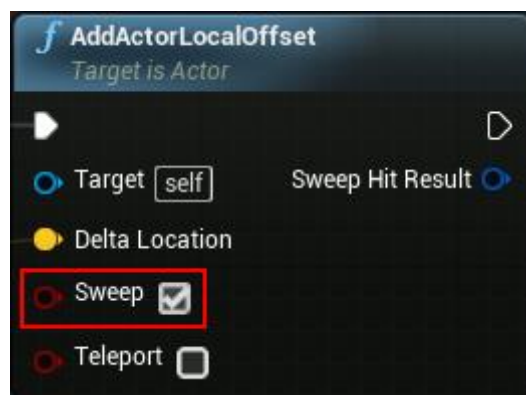 f AddActorLocalOffset
Target is Actor
Target self Sweep Hit Result
Delta Location
Sweep
Teleport